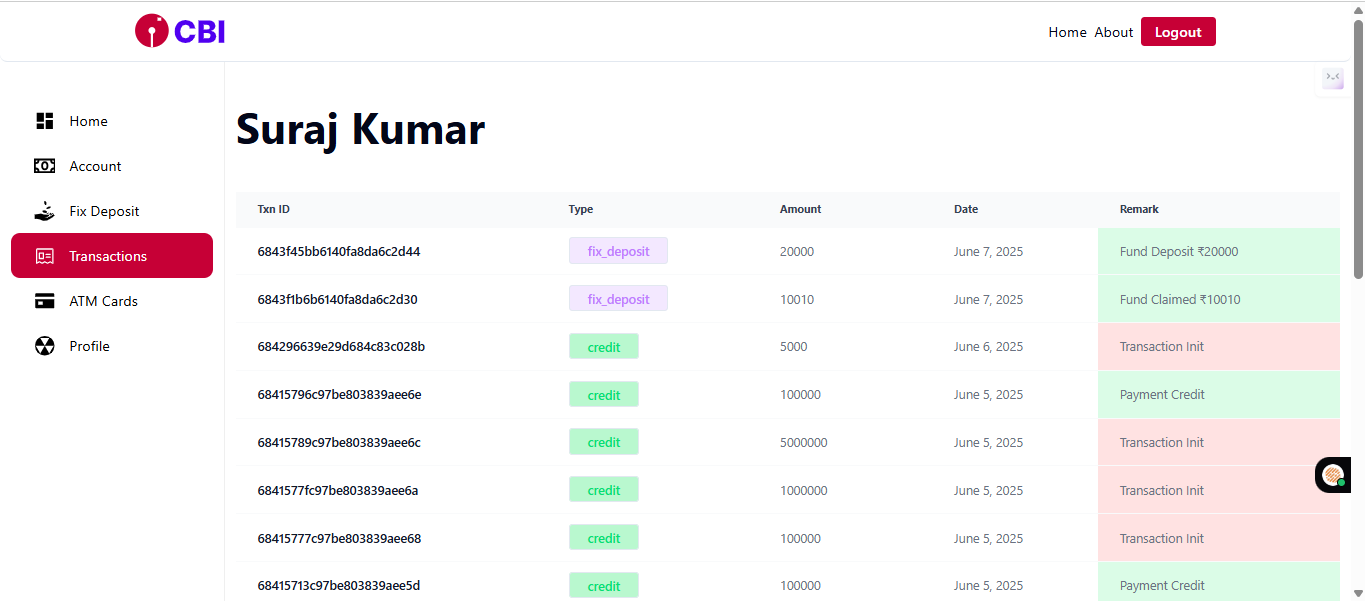 CBI
Home About Logout
Home
Account
Fix Deposit
Transactions
ATM Cards
Profile
Suraj Kumar
Txn ID Type Amount Date Remark
6843f45bb6140fa8da6c2d44 fix_deposit 20000 June 7, 2025 Fund Deposit ₹20000
6843f1b6b6140fa8da6c2d30 fix_deposit 10010 June 7, 2025 Fund Claimed ₹10010
684296639e29d684c83c028b credit 5000 June 6, 2025 Transaction Init
68415796c97be803839aee6e credit 100000 June 5, 2025 Payment Credit
68415789c97be803839aee6c credit 5000000 June 5, 2025 Transaction Init
6841577fc97be803839aee6a credit 1000000 June 5, 2025 Transaction Init
68415777c97be803839aee68 credit 100000 June 5, 2025 Transaction Init
68415713c97be803839aee5d credit 100000 June 5, 2025 Payment Credit